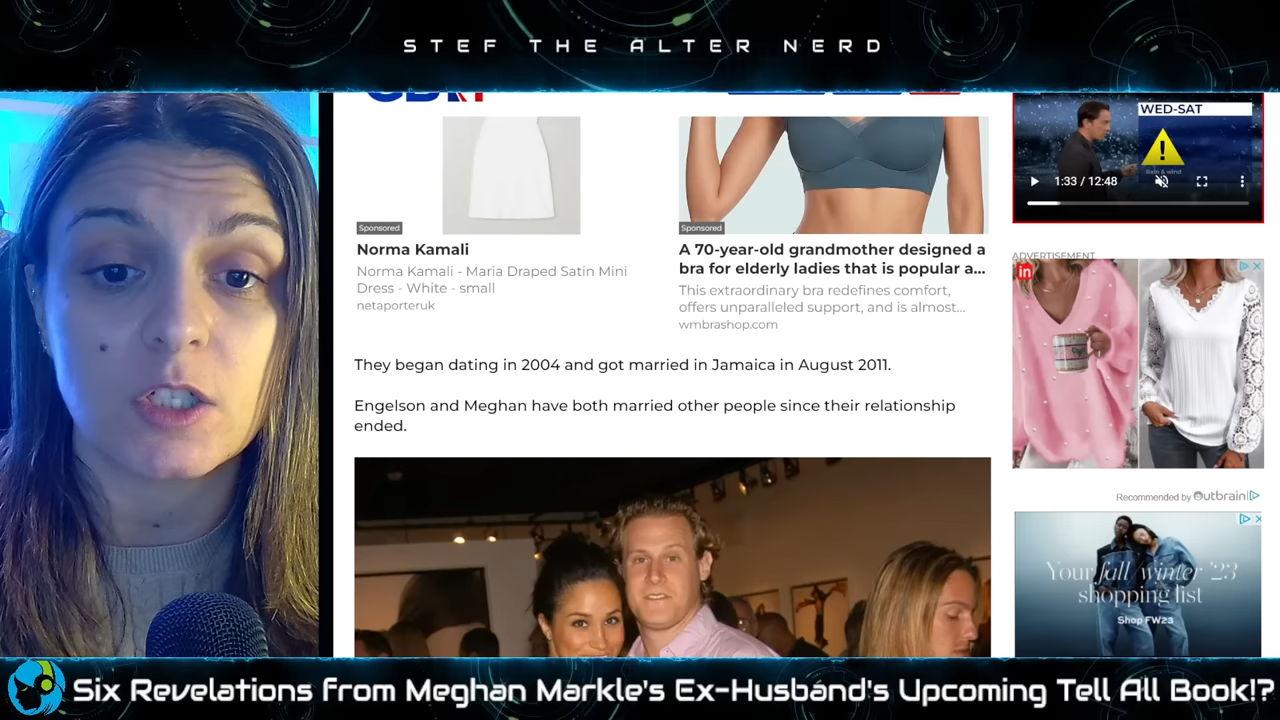 STEF THE ALTER NERD
WED-SAT
Rain & wind
1:33 / 12:48
Sponsored
Norma Kamali
Norma Kamali - Maria Draped Satin Mini
Dress - White - small
netaporteruk
Sponsored
A 70-year-old grandmother designed a
bra for elderly ladies that is popular a...
This extraordinary bra redefines comfort,
offers unparalleled support, and is almost...
wmbrashop.com
They began dating in 2004 and got married in Jamaica in August 2011.
Engelson and Meghan have both married other people since their relationship
ended.
ADVERTISEMENT
in
Recommended by Outbrain
Your fall/winter '23
shopping list
Shop FW23
Six Revelations from Meghan Markle's Ex-Husband's Upcoming Tell All Book!?